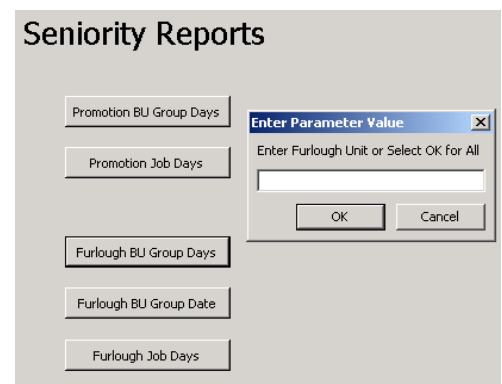 Seniority Reports
Promotion BU Group Days
Promotion Job Days
Enter Parameter Value
Enter Furlough Unit or Select OK for All
OK
Cancel
Furlough BU Group Days
Furlough BU Group Date
Furlough Job Days